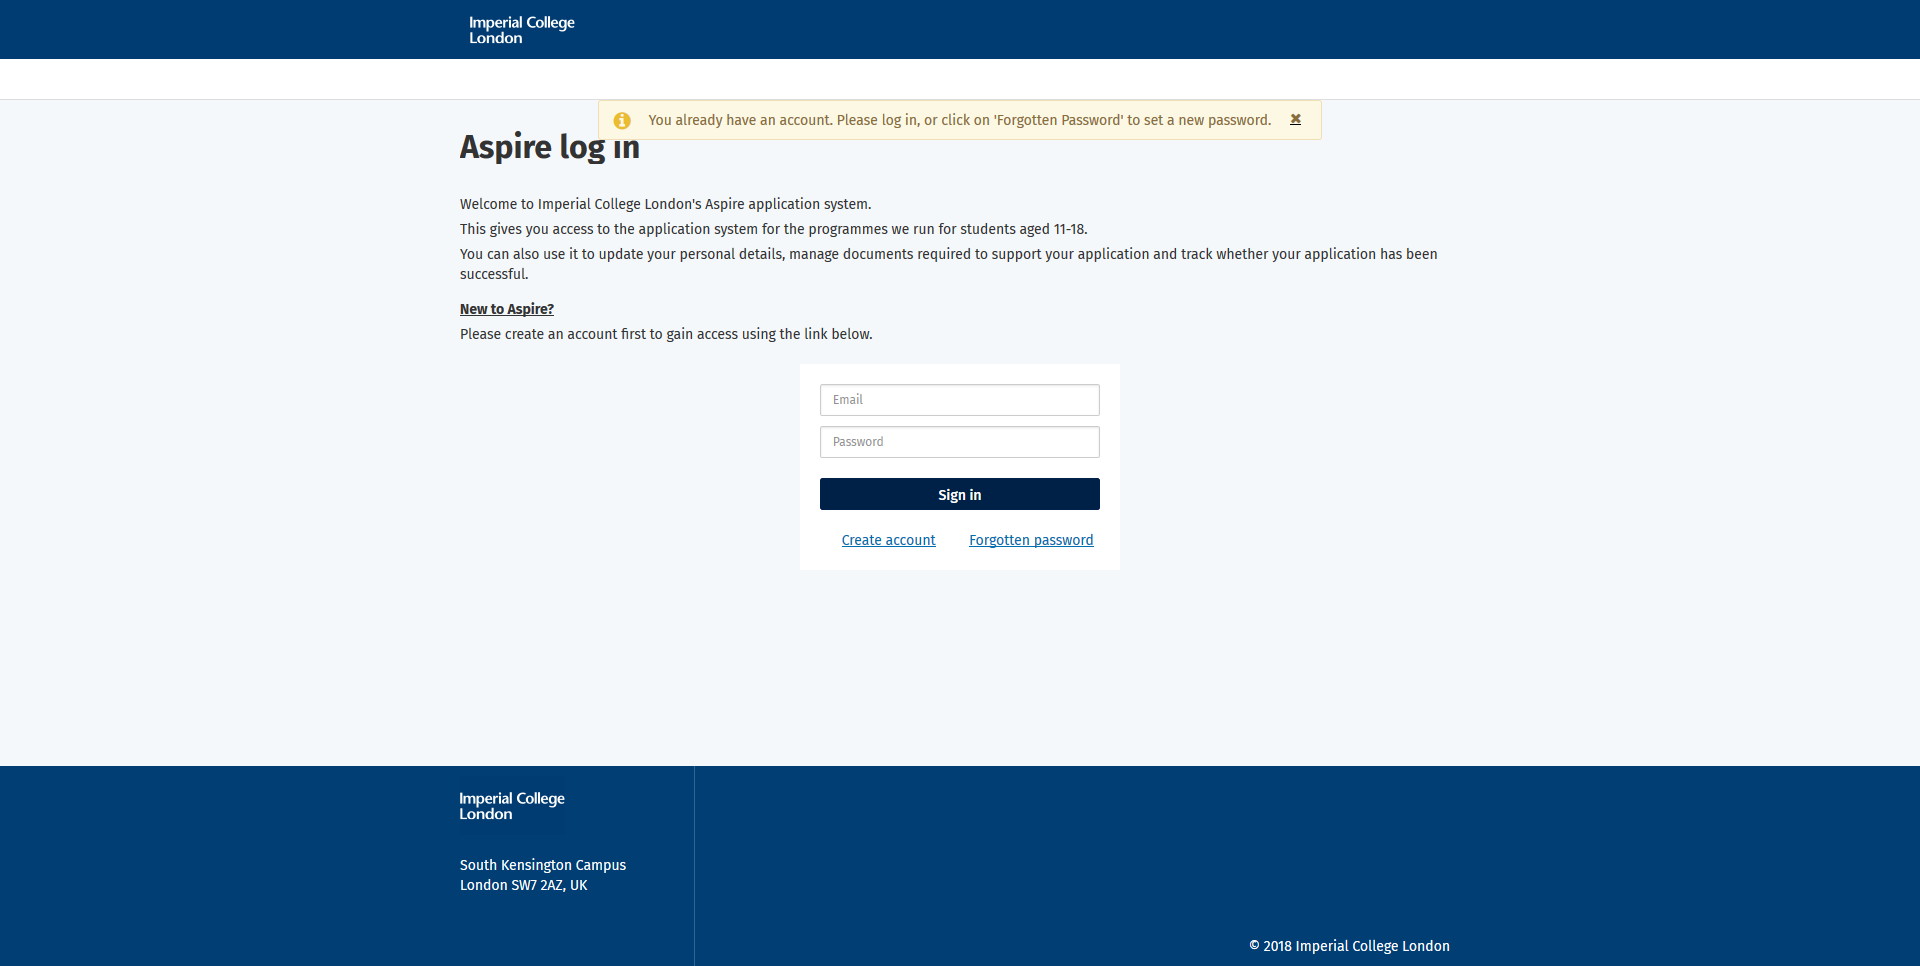 Imperial College
London
You already have an account. Please log in, or click on 'Forgotten Password' to set a new password. ✖
Aspire log in
Welcome to Imperial College London's Aspire application system.
This gives you access to the application system for the programmes we run for students aged 11-18.
You can also use it to update your personal details, manage documents required to support your application and track whether your application has been
successful.
New to Aspire?
Please create an account first to gain access using the link below.
Email
Password
Sign in
Create account Forgotten password
Imperial College
London
South Kensington Campus
London SW7 2AZ, UK
© 2018 Imperial College London